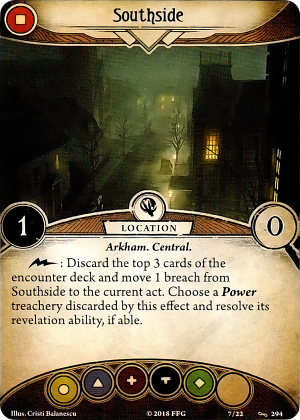 Southside
1
LOCATION
0
Arkham. Central.
: Discard the top 3 cards of the
encounter deck and move 1 breach from
Southside to the current act. Choose a Power
treachery discarded by this effect and resolve its
revelation ability, if able.
Illus. Cristi Balanescu
© 2018 FFG
7/22
294